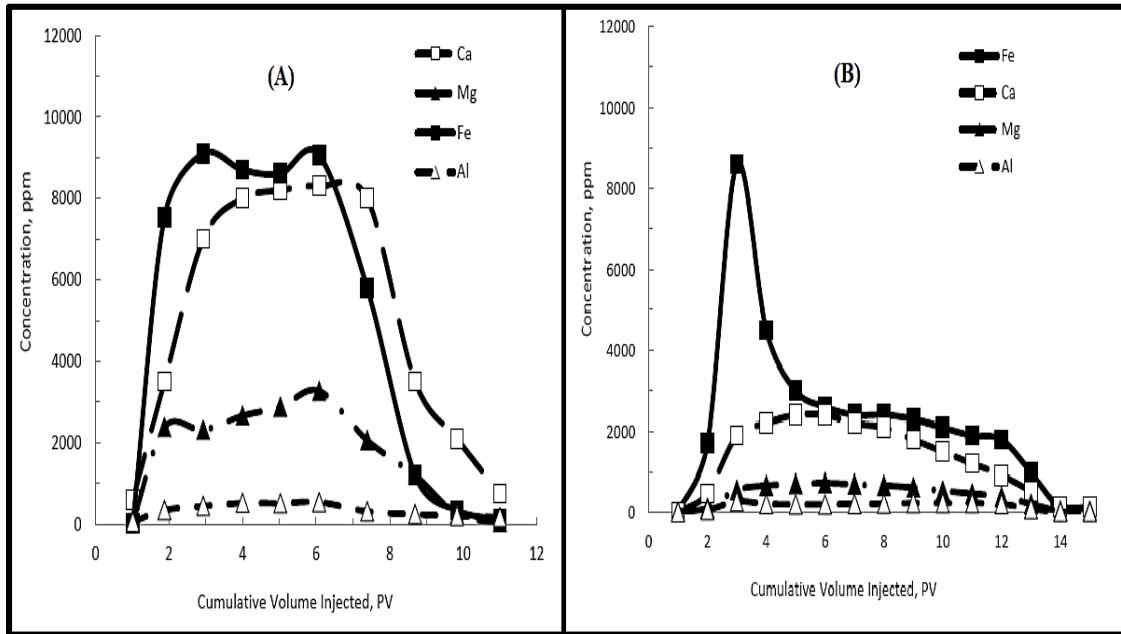 12000
10000
8000
6000
4000
2000
0
Concentration, ppm
(A)
Ca
Mg
Fe
Al
0 2 4 6 8 10 12
Cumulative Volume Injected, PV
12000
10000
8000
6000
4000
2000
0
Concentration, ppm
(B)
Fe
Ca
Mg
Al
0 2 4 6 8 10 12 14
Cumulative Volume Injected, PV